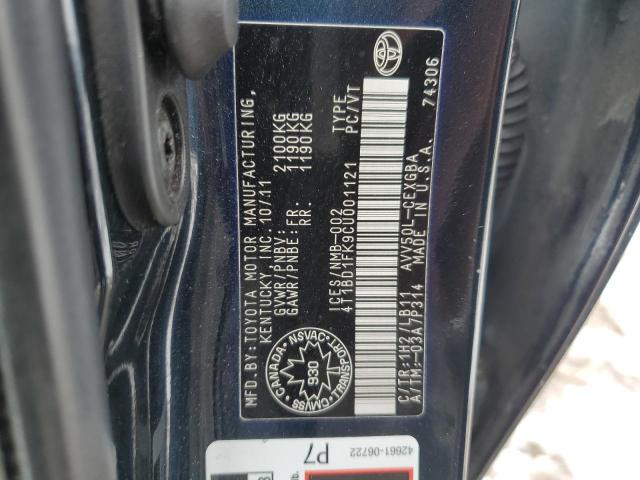 MFD.BY:TOYOTA MOTOR MANUFACTURING,
KENTUCKY, INC. 10/11
GVWR/PNBV: 2100KG
GAWR/PNBE:FR. 1190KG
RR. 1190KG
CANADA NSVAC
930
CMVSS TRANSPORT
ICES/NMB-002 TYPE
4T1BD1FK9CU001121 PC/VT
C/TR:1H2/LB11 AVV50L-CEXGBA
A/TM:-03A/P314 MADE IN U.S.A. 74306
42661-06722
P7